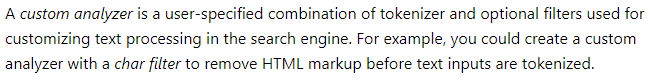 A custom analyzer is a user-specified combination of tokenizer and optional filters used for
customizing text processing in the search engine. For example, you could create a custom
analyzer with a char filter to remove HTML markup before text inputs are tokenized.